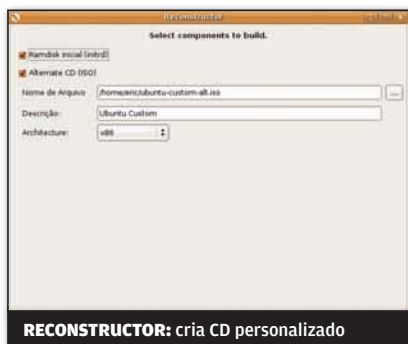 Reconstructor
Select components to build.
Ramdisk inicial (initrd)
Alternate CD (ISO)
Nome de Arquivo /home/eric/ubuntu-custom-alt.iso ...
Descrição: Ubuntu Custom
Architecture: x86
RECONSTRUCTOR: cria CD personalizado